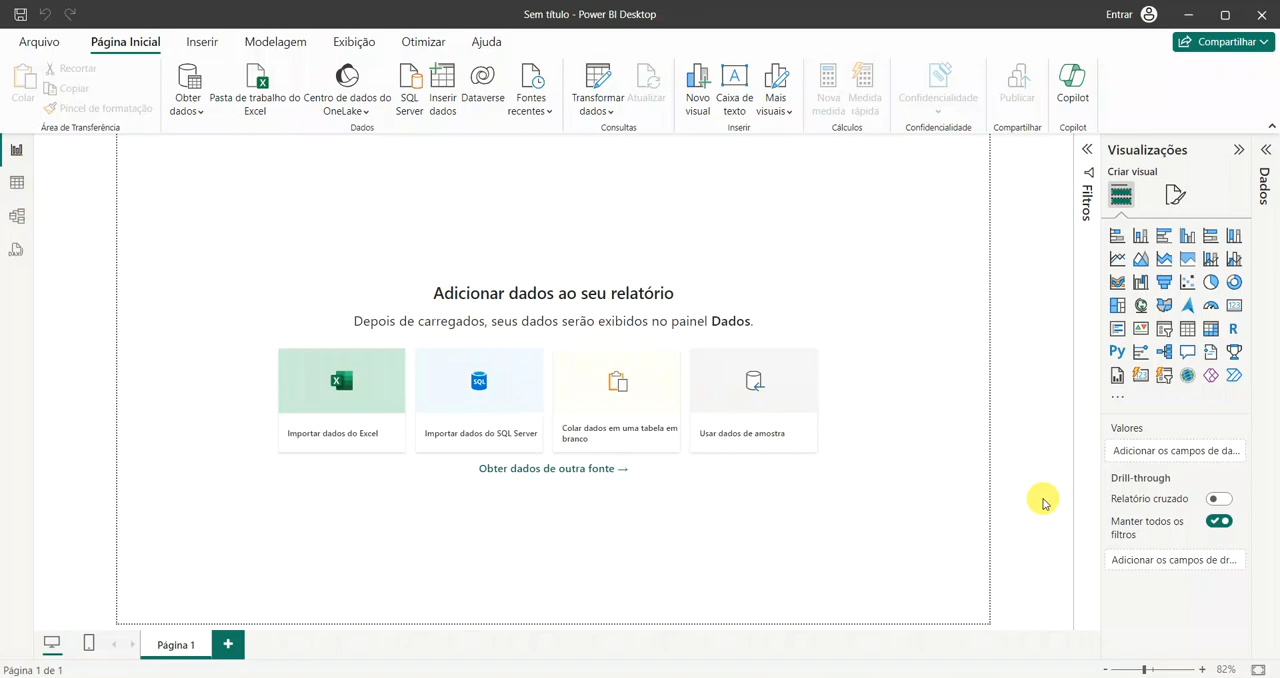 Sem título - Power BI Desktop
Entrar
Arquivo
Página Inicial
Inserir
Modelagem
Exibição
Otimizar
Ajuda
Compartilhar
Colar
Recortar
Copiar
Pincel de formatação
Área de Transferência
Obter
dados
Pasta de trabalho do
Excel
Centro de dados do
OneLake
SQL
Server
Inserir
dados
Dataverse
Fontes
recentes
Dados
Transformar
dados
Atualizar
Consultas
Novo
visual
Caixa de
texto
Mais
visuais
Inserir
Nova
medida
Medida
rápida
Cálculos
Confidencialidade
Confidencialidade
Publicar
Compartilhar
Copilot
Copilot
Adicionar dados ao seu relatório
Depois de carregados, seus dados serão exibidos no painel Dados.
SQL
Importar dados do Excel
Importar dados do SQL Server
Colar dados em uma tabela em
branco
Usar dados de amostra
Obter dados de outra fonte →
Filtros
Visualizações
Criar visual
123
R
Py
123
...
Valores
Adicionar os campos de da...
Drill-through
Relatório cruzado
Manter todos os
filtros
Adicionar os campos de dr...
Dados
DAX
Página 1
+
Página 1 de 1
- + 82%